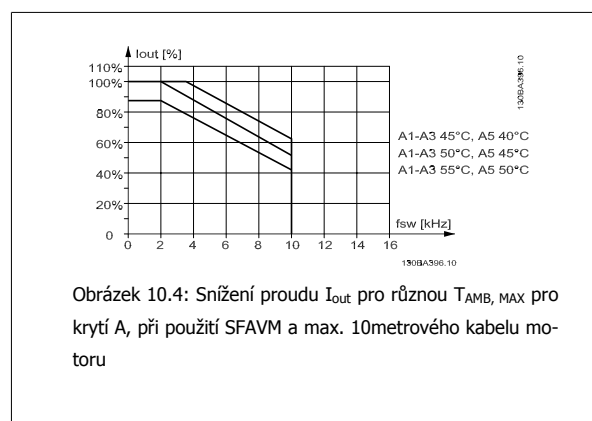 Iout [%]
130BA396.10
110%
100%
80%
60%
40%
20%
0
A1-A3 45°C, A5 40°C
A1-A3 50°C, A5 45°C
A1-A3 55°C, A5 50°C
fsw [kHz]
0 2 4 6 8 10 12 14 16
130BA396.10
Obrázek 10.4: Snížení proudu Iout pro různou TAMB, MAX pro
krytí A, při použití SFAVM a max. 10metrového kabelu mo-
toru